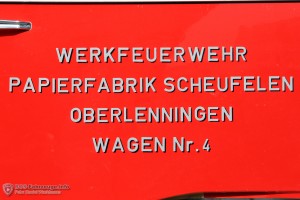 WERKFEUERWEHR
PAPIERFABRIK SCHEUFELEN
OBERLENNINGEN
WAGEN Nr. 4